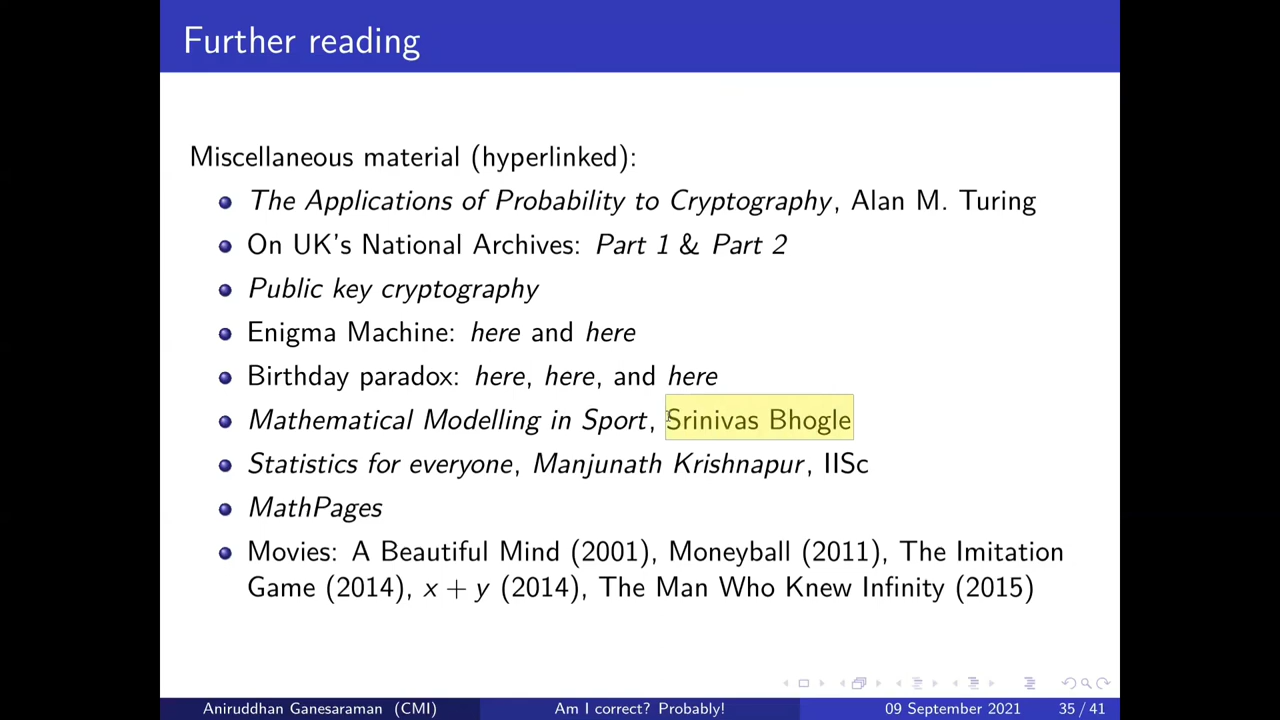 Further reading
Miscellaneous material (hyperlinked):
The Applications of Probability to Cryptography, Alan M. Turing
On UK's National Archives: Part 1 & Part 2
Public key cryptography
Enigma Machine: here and here
Birthday paradox: here, here, and here
Mathematical Modelling in Sport, Srinivas Bhogle
Statistics for everyone, Manjunath Krishnapur, IISc
MathPages
Movies: A Beautiful Mind (2001), Moneyball (2011), The Imitation
Game (2014), x + y (2014), The Man Who Knew Infinity (2015)
Aniruddhan Ganesaraman (CMI) Am I correct? Probably! 09 September 2021 35 / 41